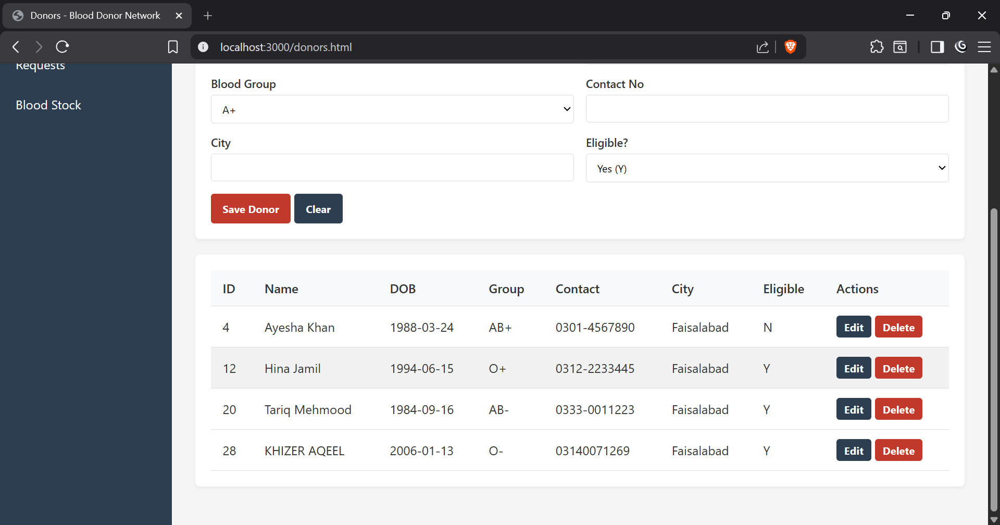 Donors - Blood Donor Network
localhost:3000/donors.html
Requests
Blood Stock
Blood Group
Contact No
A+
City
Eligible?
Yes (Y)
Save Donor
Clear
ID Name DOB Group Contact City Eligible Actions
4 Ayesha Khan 1988-03-24 AB+ 0301-4567890 Faisalabad N Edit Delete
12 Hina Jamil 1994-06-15 O+ 0312-2233445 Faisalabad Y Edit Delete
20 Tariq Mehmood 1984-09-16 AB- 0333-0011223 Faisalabad Y Edit Delete
28 KHIZER AQEEL 2006-01-13 O- 03140071269 Faisalabad Y Edit Delete